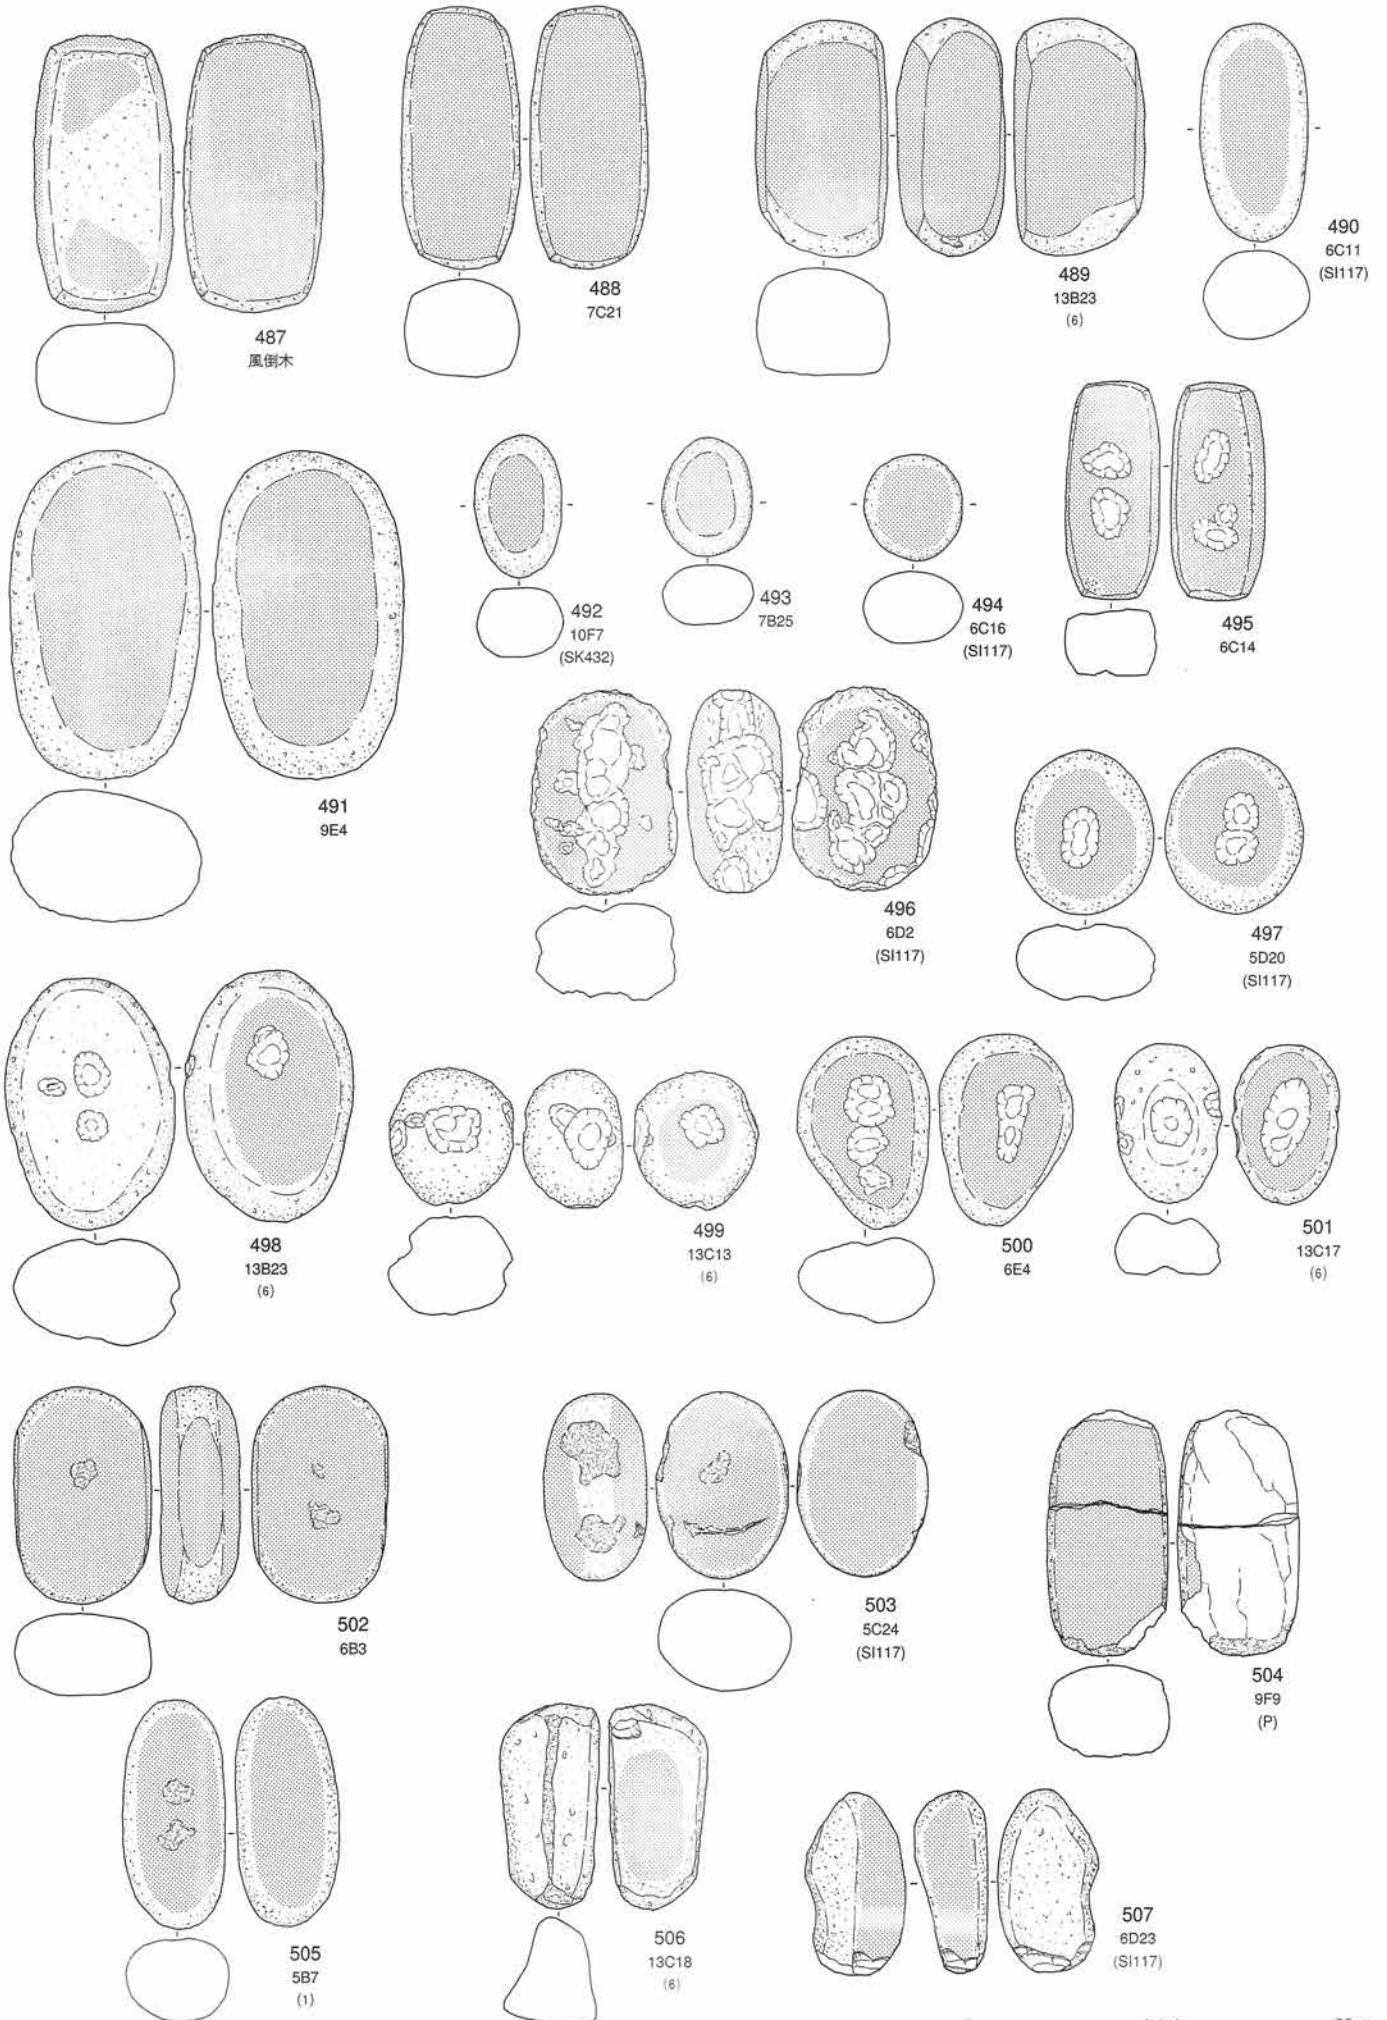 487
風倒木
488
7C21
489
13B23
(6)
490
6C11
(SI117)
491
9E4
492
10F7
(SK432)
493
7B25
494
6C16
(SI117)
495
6C14
496
6D2
(SI117)
497
5D20
(SI117)
498
13B23
(6)
499
13C13
(6)
500
6E4
501
13C17
(6)
502
6B3
503
5C24
(SI117)
504
9F9
(P)
505
5B7
(1)
506
13C18
(6)
507
6D23
(SI117)